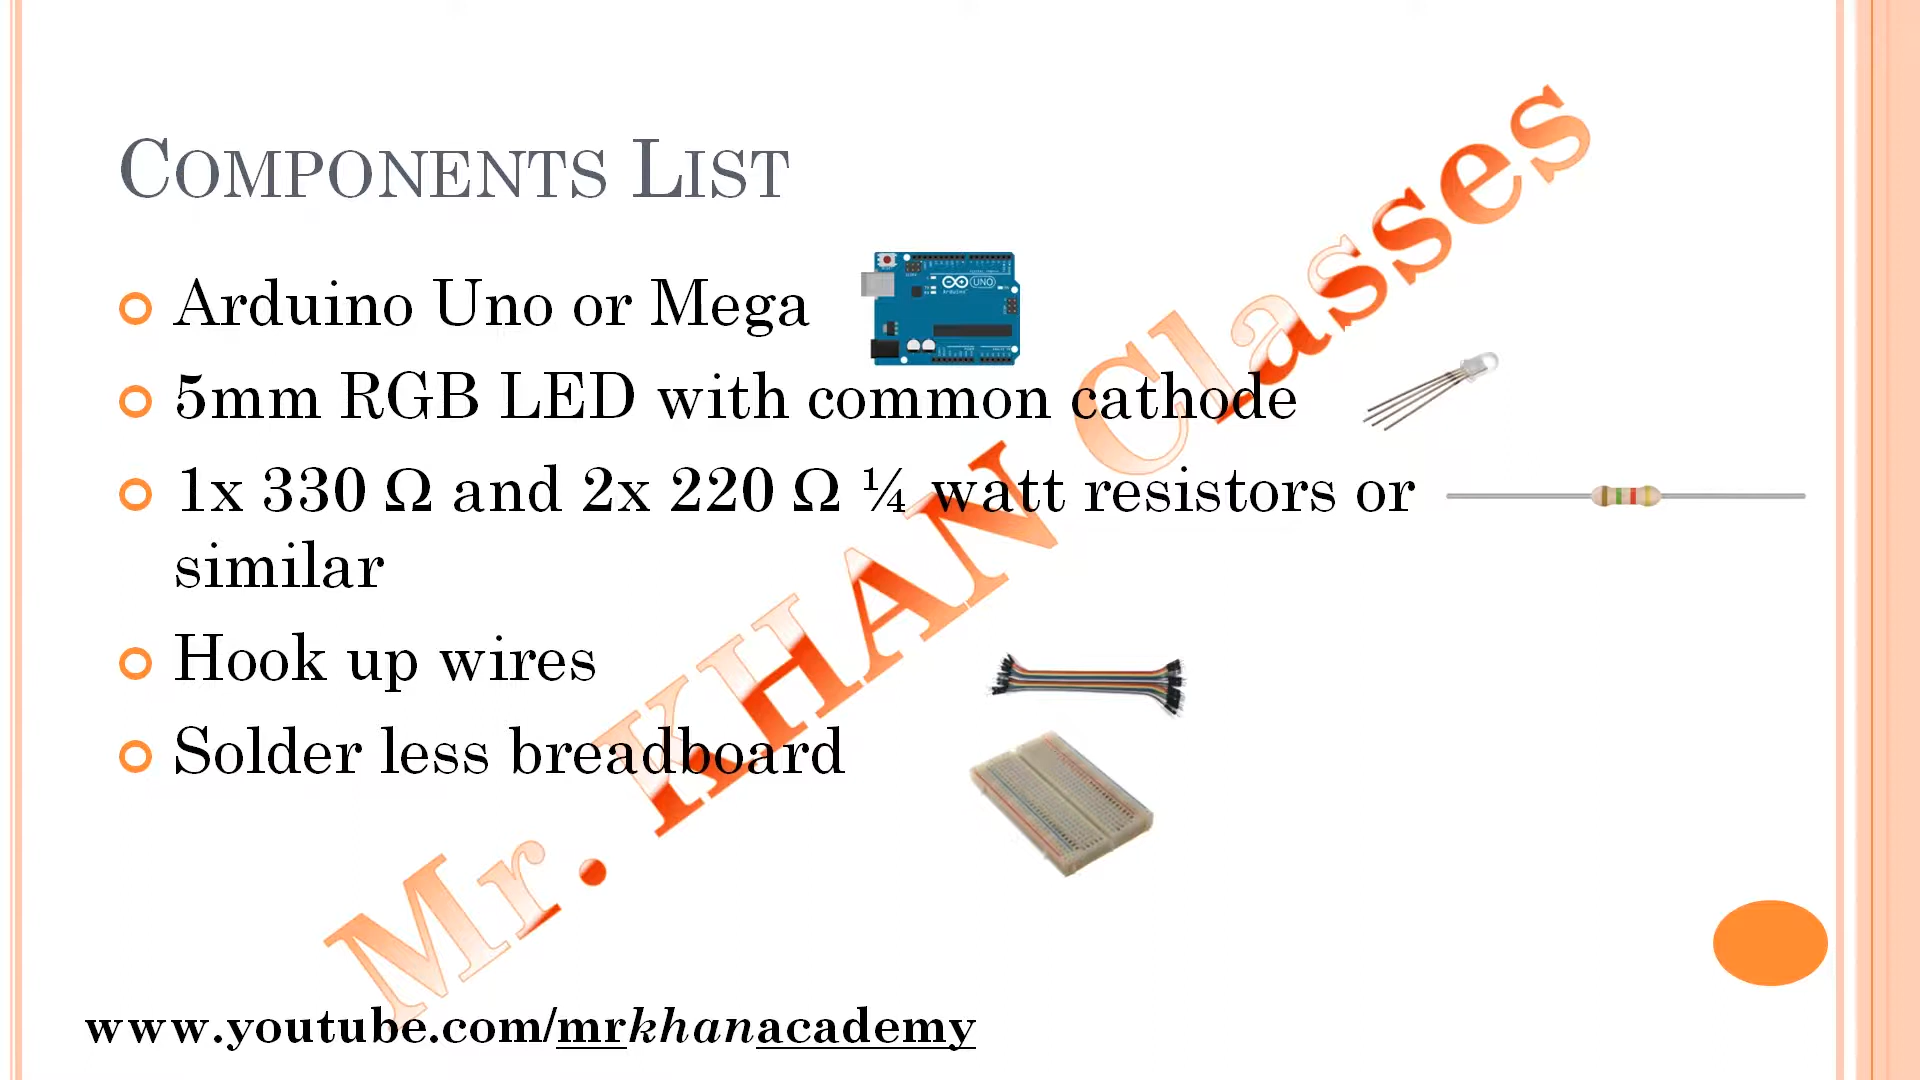 COMPONENTS LIST
Arduino Uno or Mega
UNO
5mm RGB LED with common cathode
1x 330 Ω and 2x 220 Ω ¼ watt resistors or
similar
Hook up wires
Solder less breadboard
Mr. KHAN Classes
www.youtube.com/mrkhanacademy